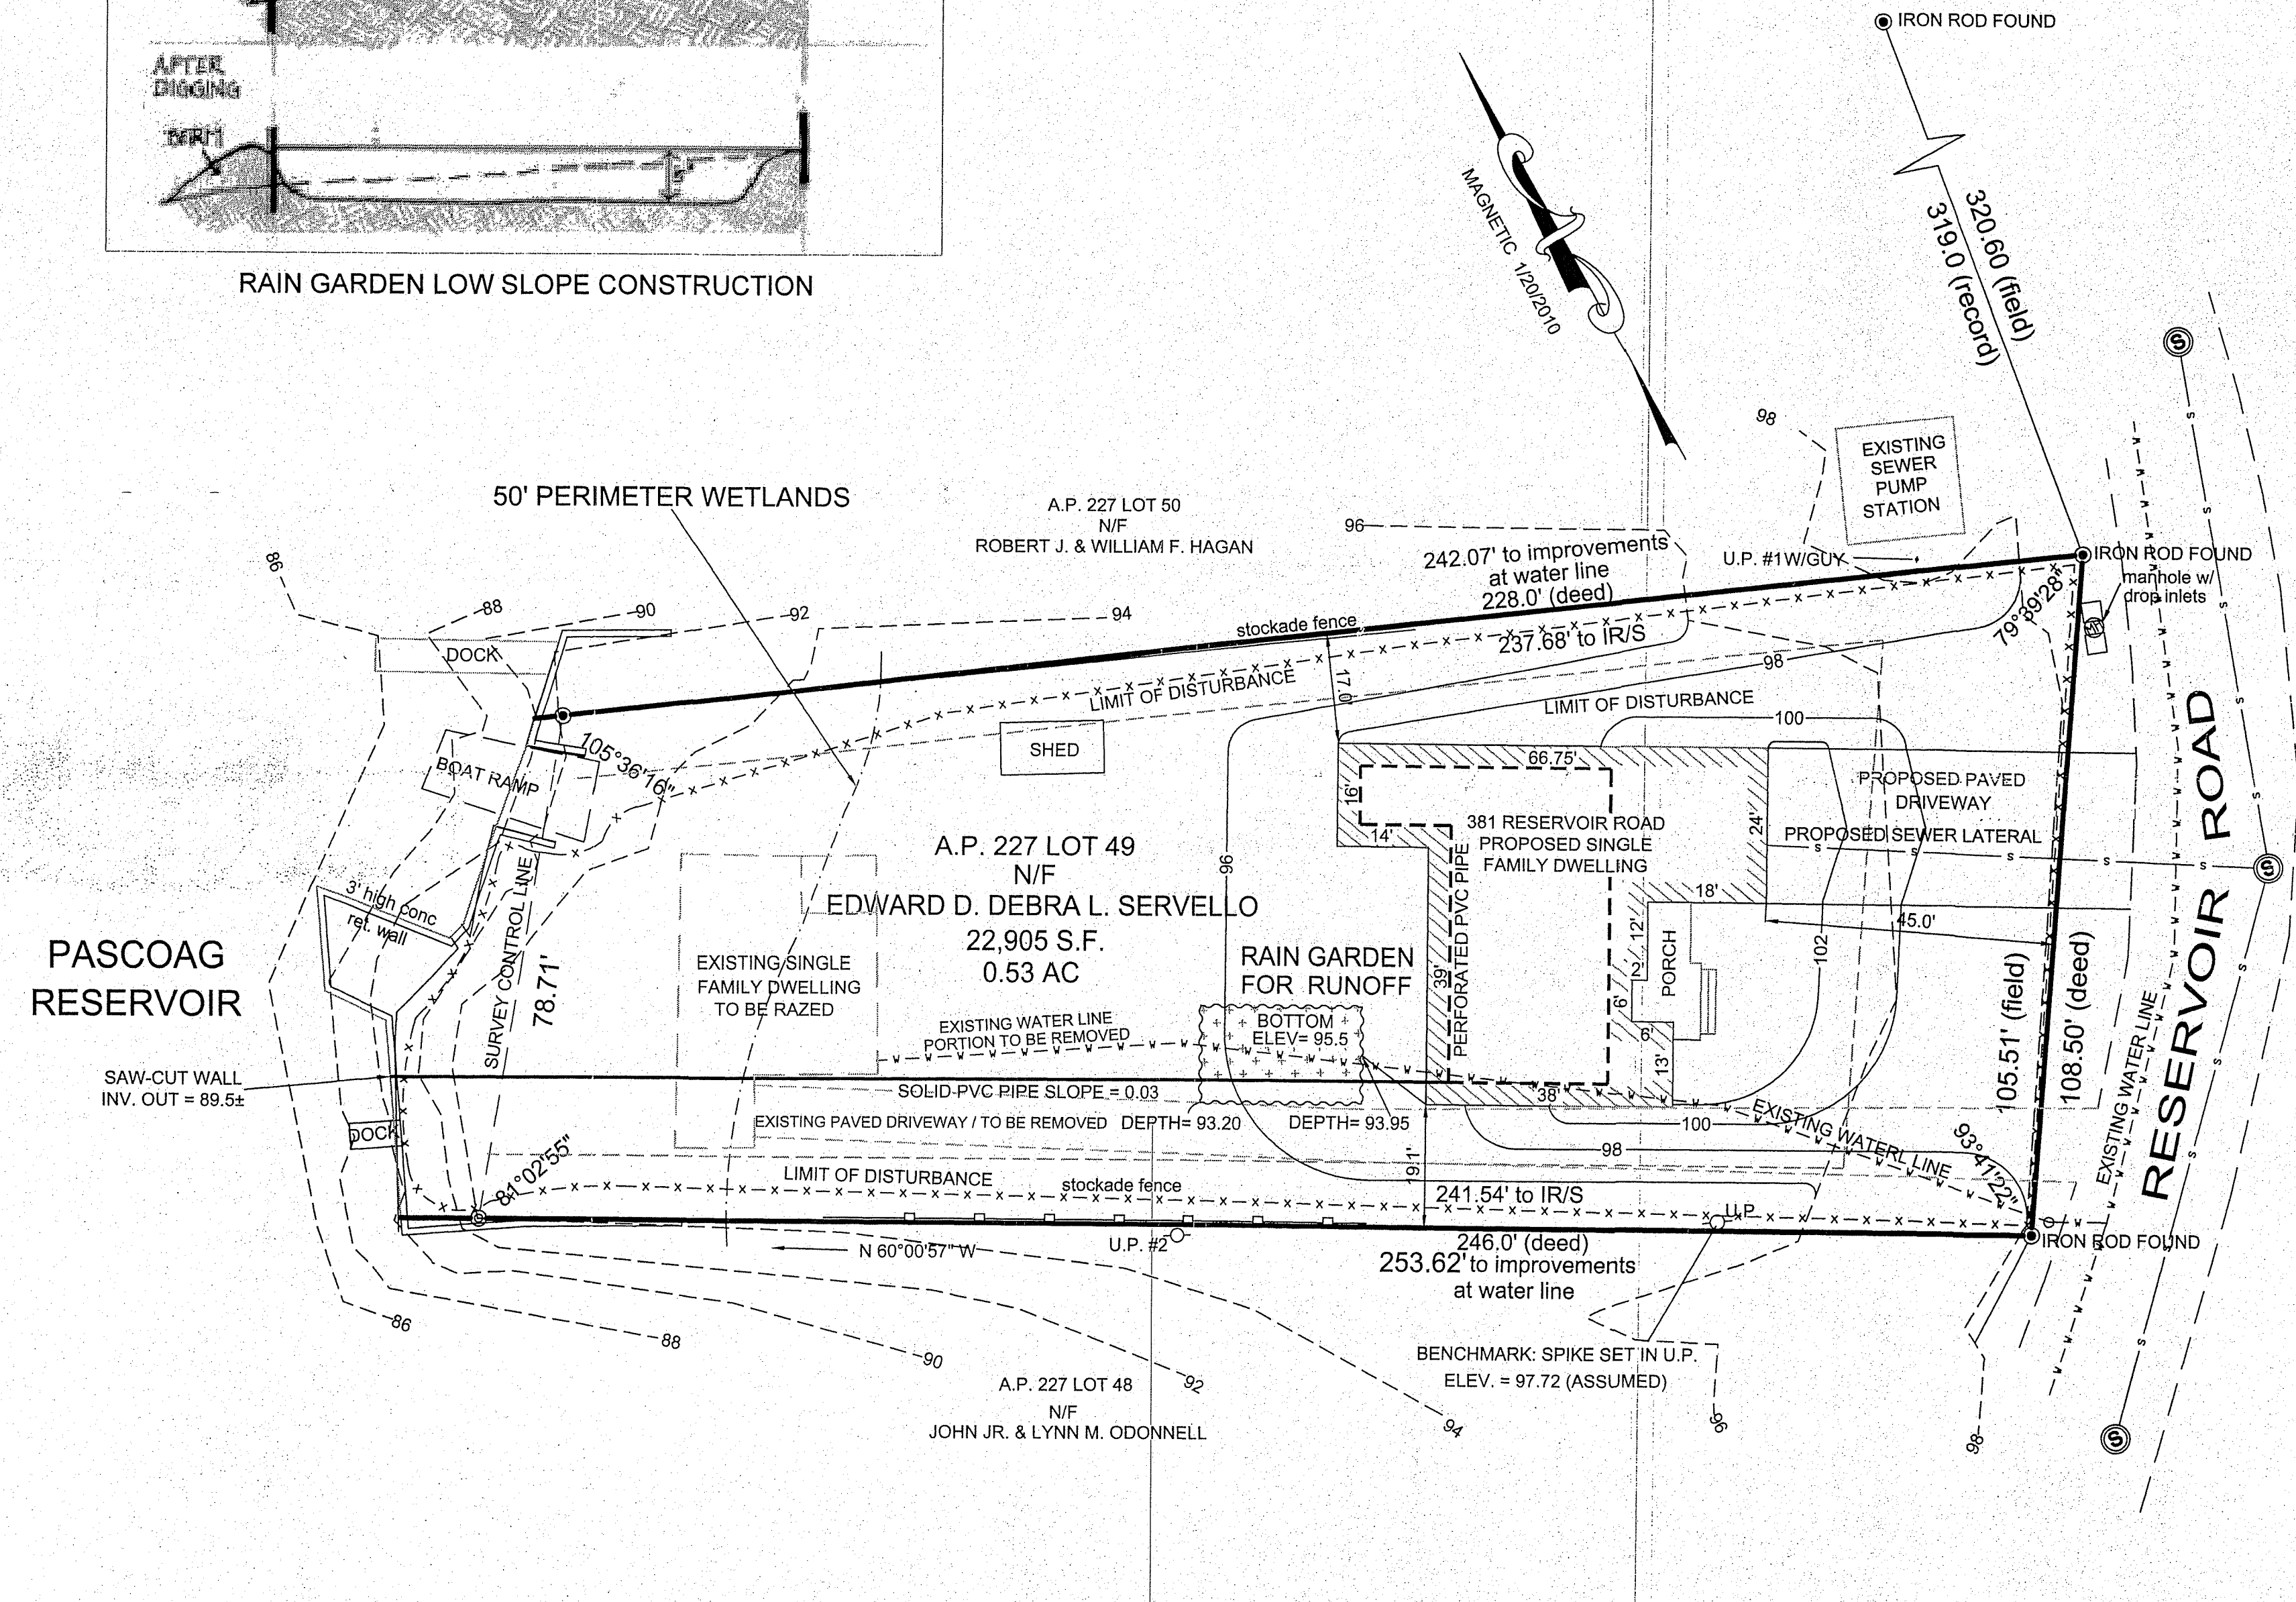 AFTER
DIGGING
BERM
RAIN GARDEN LOW SLOPE CONSTRUCTION
IRON ROD FOUND
MAGNETIC 1/20/2010
320.60 (field)
319.0 (record)
S
98
EXISTING
SEWER
PUMP
STATION
50' PERIMETER WETLANDS
A.P. 227 LOT 50
N/F
ROBERT J. & WILLIAM F. HAGAN
96
242.07' to improvements
at water line
228.0' (deed)
U.P. #1 W/GUY
IRON ROD FOUND
manhole w/
drop inlets
MH
79°39'28"
86
88
90
92
94
stockade fence
237.68' to IR/S
LIMIT OF DISTURBANCE
17.0'
98
LIMIT OF DISTURBANCE
100
DOCK
105°36'16"
BOAT RAMP
SHED
66.75'
16'
14'
381 RESERVOIR ROAD
PROPOSED SINGLE
FAMILY DWELLING
24'
18'
PROPOSED PAVED
DRIVEWAY
PROPOSED SEWER LATERAL
S
45.0'
96
A.P. 227 LOT 49
N/F
EDWARD D. DEBRA L. SERVELLO
22,905 S.F.
0.53 AC
3' high conc
ret. wall
SURVEY CONTROL LINE
78.71'
PASCOAG
RESERVOIR
EXISTING SINGLE
FAMILY DWELLING
TO BE RAZED
RAIN GARDEN
FOR RUNOFF
39'
PERFORATED PVC PIPE
12'
2'
6'
PORCH
6'
13'
102
105.51' (field)
108.50' (deed)
RESERVOIR ROAD
EXISTING WATER LINE
PORTION TO BE REMOVED
BOTTOM
ELEV= 95.5
SAW-CUT WALL
INV. OUT = 89.5±
SOLID PVC PIPE SLOPE = 0.03
38'
EXISTING PAVED DRIVEWAY / TO BE REMOVED
DEPTH= 93.20
DEPTH= 93.95
100
98
EXISTING WATERL LINE
93°41'22"
EXISTING WATER LINE
DOCK
81°02'55"
LIMIT OF DISTURBANCE
stockade fence
19.1'
241.54' to IR/S
U.P.
N 60°00'57" W
U.P. #2
246.0' (deed)
253.62' to improvements
at water line
IRON ROD FOUND
86
88
90
92
94
96
98
BENCHMARK: SPIKE SET IN U.P.
ELEV. = 97.72 (ASSUMED)
A.P. 227 LOT 48
N/F
JOHN JR. & LYNN M. ODONNELL
S